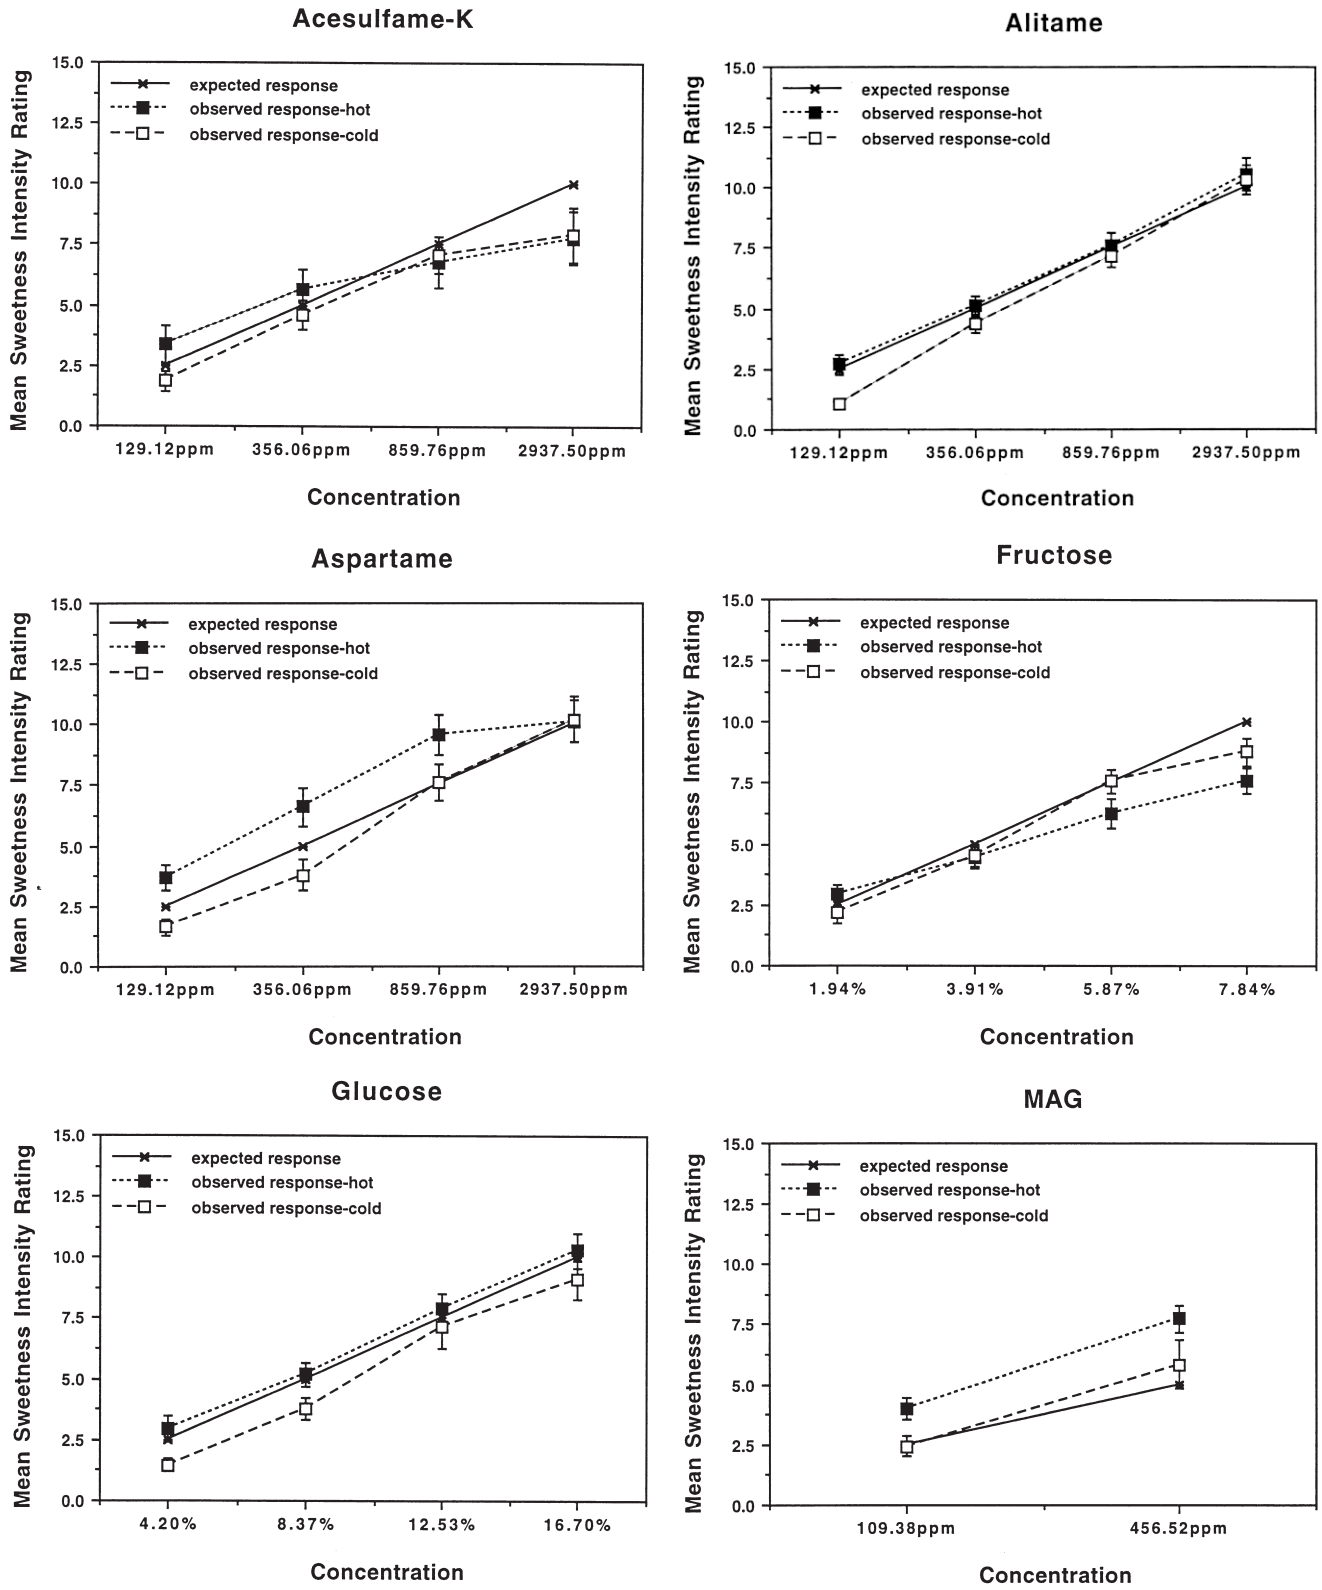 Acesulfame-K
Mean Sweetness Intensity Rating
15.0
12.5
10.0
7.5
5.0
2.5
0.0
expected response
observed response-hot
observed response-cold
129.12ppm 356.06ppm 859.76ppm 2937.50ppm
Concentration
Alitame
Mean Sweetness Intensity Rating
15.0
12.5
10.0
7.5
5.0
2.5
0.0
expected response
observed response-hot
observed response-cold
129.12ppm 356.06ppm 859.76ppm 2937.50ppm
Concentration
Aspartame
Mean Sweetness Intensity Rating
15.0
12.5
10.0
7.5
5.0
2.5
0.0
expected response
observed response-hot
observed response-cold
129.12ppm 356.06ppm 859.76ppm 2937.50ppm
Concentration
Fructose
Mean Sweetness Intensity Rating
15.0
12.5
10.0
7.5
5.0
2.5
0.0
expected response
observed response-hot
observed response-cold
1.94% 3.91% 5.87% 7.84%
Concentration
Glucose
Mean Sweetness Intensity Rating
15.0
12.5
10.0
7.5
5.0
2.5
0.0
expected response
observed response-hot
observed response-cold
4.20% 8.37% 12.53% 16.70%
Concentration
MAG
Mean Sweetness Intensity Rating
15.0
12.5
10.0
7.5
5.0
2.5
0.0
expected response
observed response-hot
observed response-cold
109.38ppm 456.52ppm
Concentration